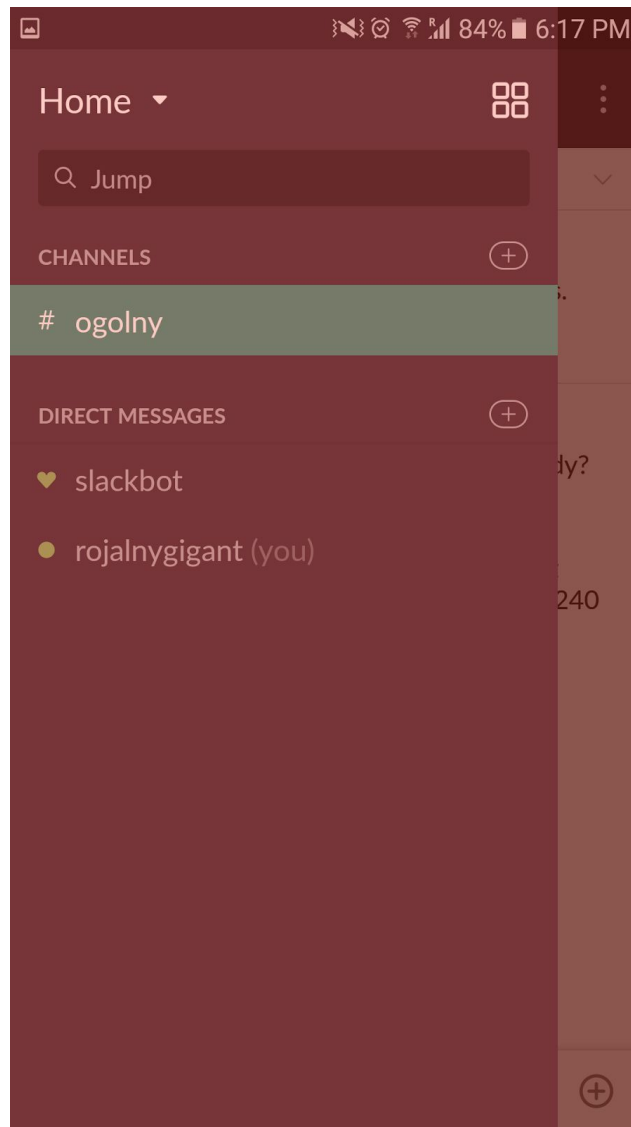 R 84% 6:17 PM
Home
Jump
CHANNELS
s.
# ogolny
DIRECT MESSAGES
dy?
slackbot
rojalnygigant (you)
240